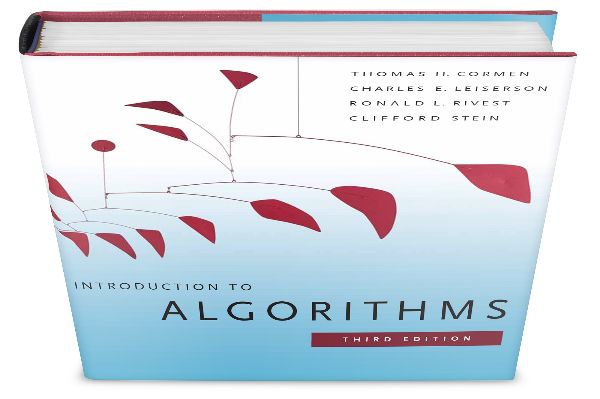 THOMAS H. CORMEN
CHARLES E. LEISERSON
RONALD L. RIVEST
CLIFFORD STEIN
INTRODUCTION TO
ALGORITHMS
THIRD EDITION